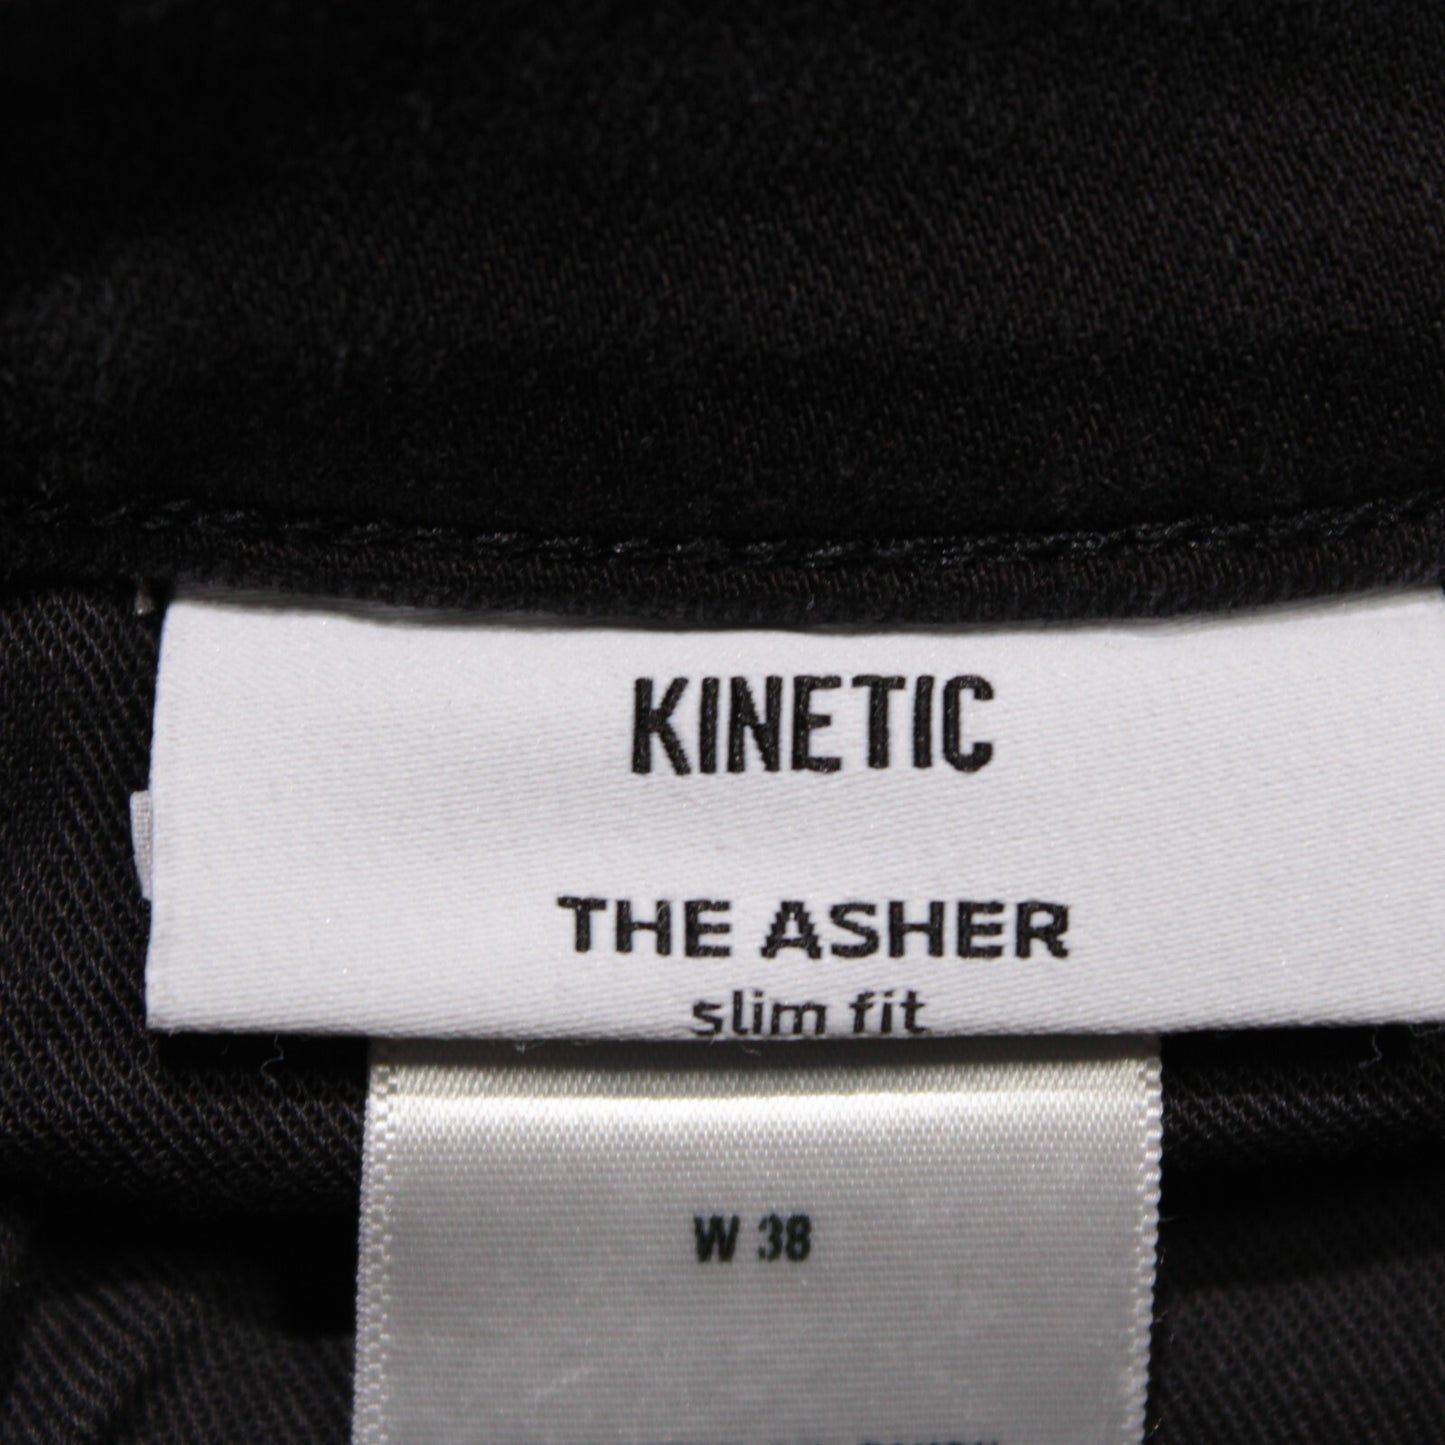 KINETIC
THE ASHER
slim fit
W 38